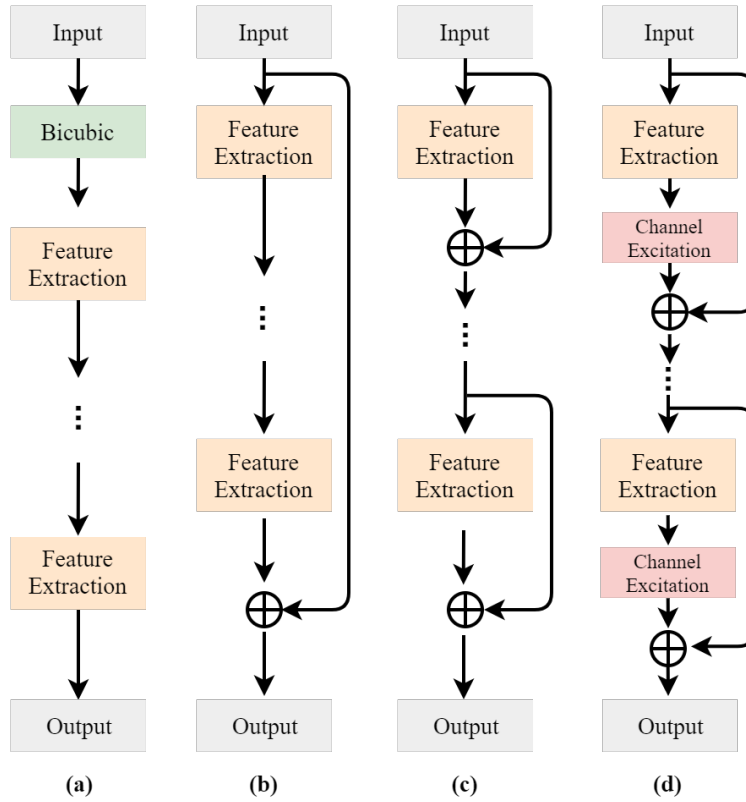 Input
Bicubic
Feature
Extraction
...
Feature
Extraction
Output
(a)
Input
Feature
Extraction
...
Feature
Extraction
Output
(b)
Input
Feature
Extraction
...
Feature
Extraction
Output
(c)
Input
Feature
Extraction
Channel
Excitation
...
Feature
Extraction
Channel
Excitation
Output
(d)